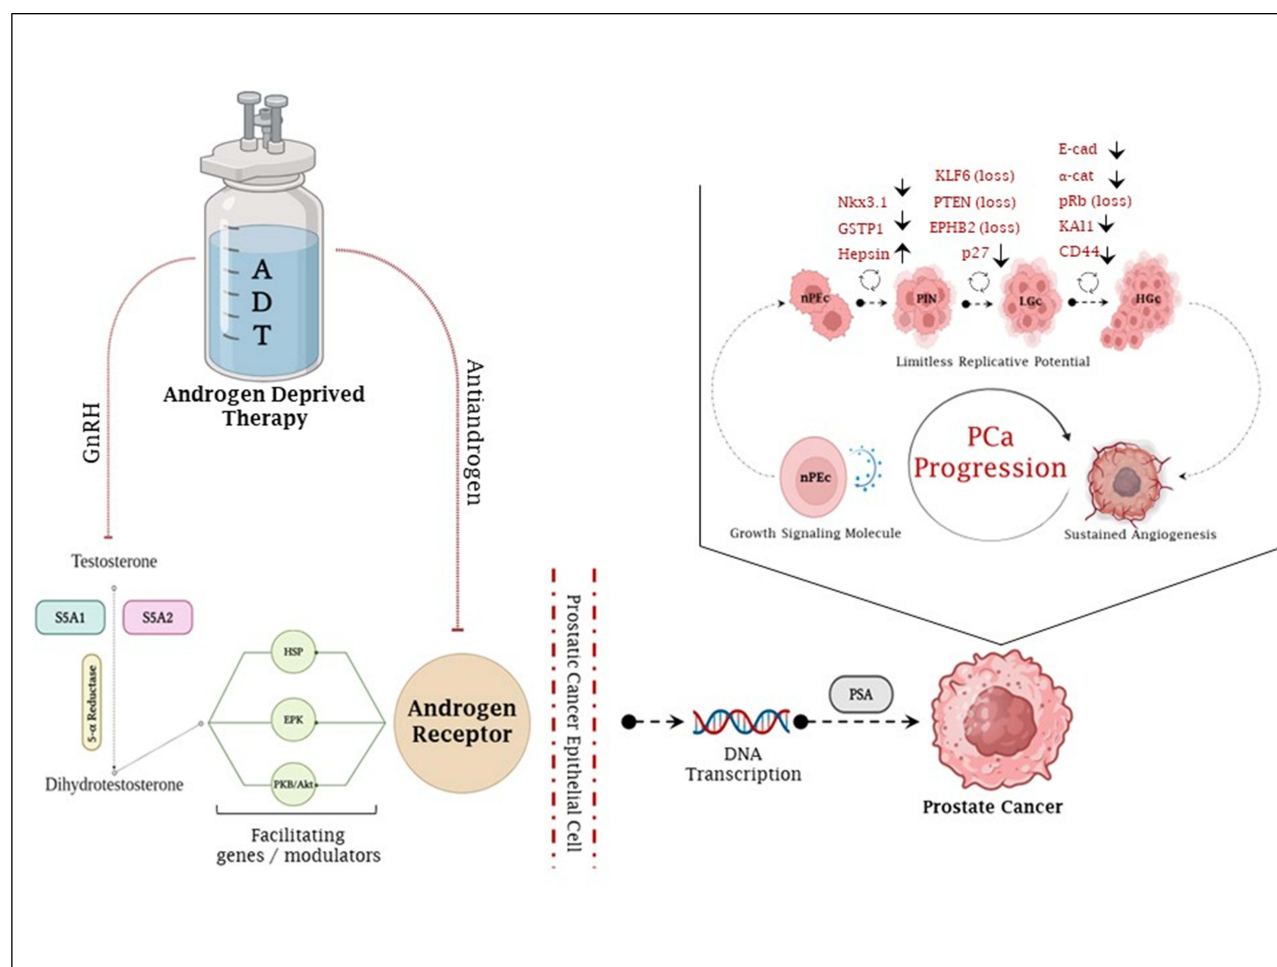 A
D
T
Androgen Deprived
Therapy
GnRH
Antiandrogen
Testosterone
S5A1
S5A2
5-α Reductase
Dihydrotestosterone
HSP
EPK
PKB/Akt
Facilitating
genes / modulators
Androgen
Receptor
Prostatic Cancer Epithelial Cell
DNA
Transcription
PSA
Prostate Cancer
Nkx3.1
GSTP1
Hepsin
KLF6 (loss)
PTEN (loss)
EPHB2 (loss)
p27
E-cad
α-cat
pRb (loss)
KAI1
CD44
nPEc
PIN
LGc
HGc
Limitless Replicative Potential
PCa
Progression
nPEc
Growth Signaling Molecule
Sustained Angiogenesis